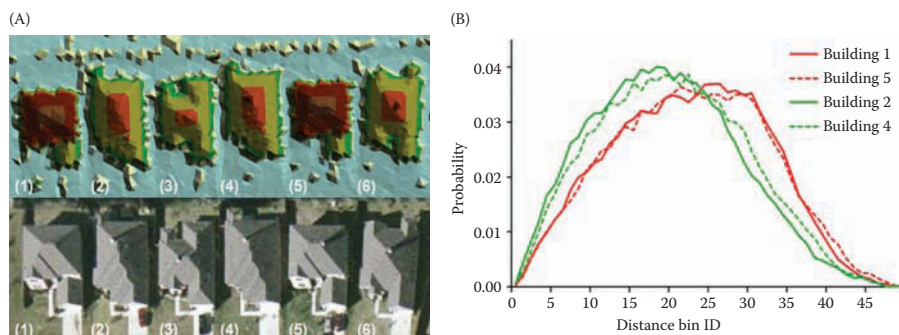 (A)
(1) (2) (3) (4) (5) (6)
(1) (2) (3) (4) (5) (6)
(B)
Probability
0.04
0.03
0.02
0.01
0.00
0 5 10 15 20 25 30 35 40 45
Distance bin ID
Building 1
Building 5
Building 2
Building 4